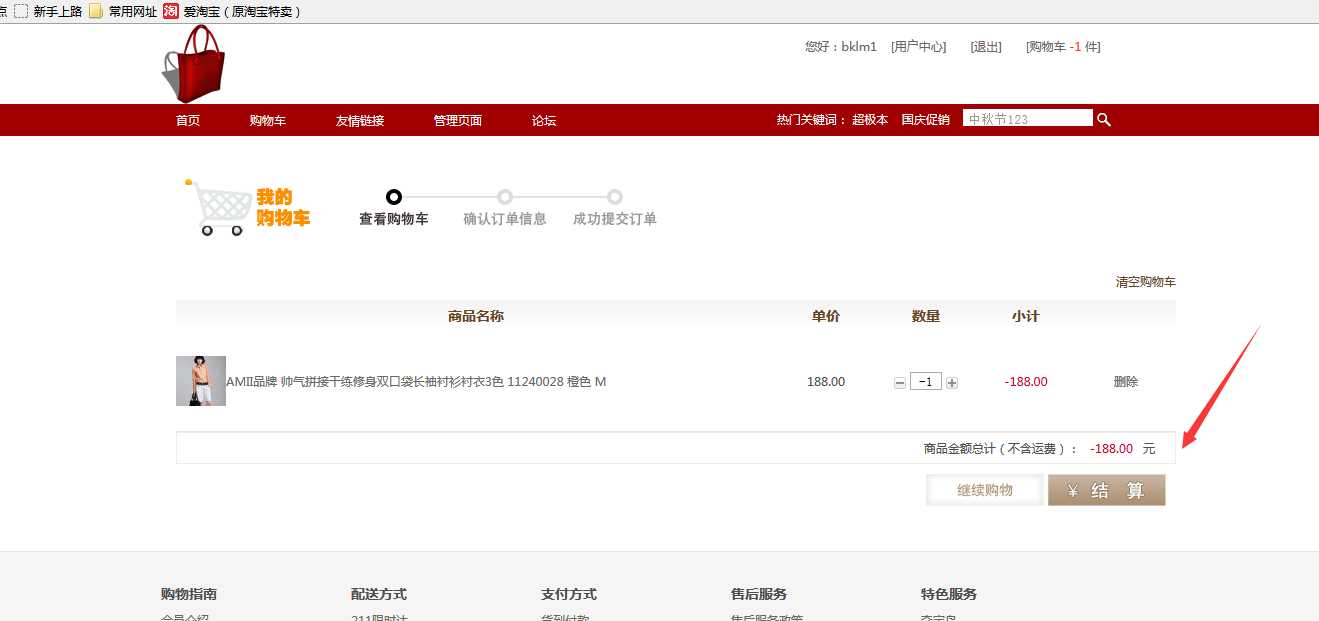 点 新手上路 常用网址 淘 爱淘宝（原淘宝特卖）
您好：bklm1 [用户中心] [退出] [购物车 -1 件]
首页 购物车 友情链接 管理页面 论坛 热门关键词： 超极本 国庆促销 中秋节123
我的
购物车
查看购物车 确认订单信息 成功提交订单
清空购物车
商品名称 单价 数量 小计
AMII品牌 帅气拼接干练修身双口袋长袖衬衫衬衣3色 11240028 橙色 M 188.00 -1 -188.00 删除
商品金额总计（不含运费）： -188.00 元
继续购物 ¥ 结 算
购物指南 配送方式 支付方式 售后服务 特色服务
会员介绍 211限时达 货到付款 售后服务政策 夺宝岛